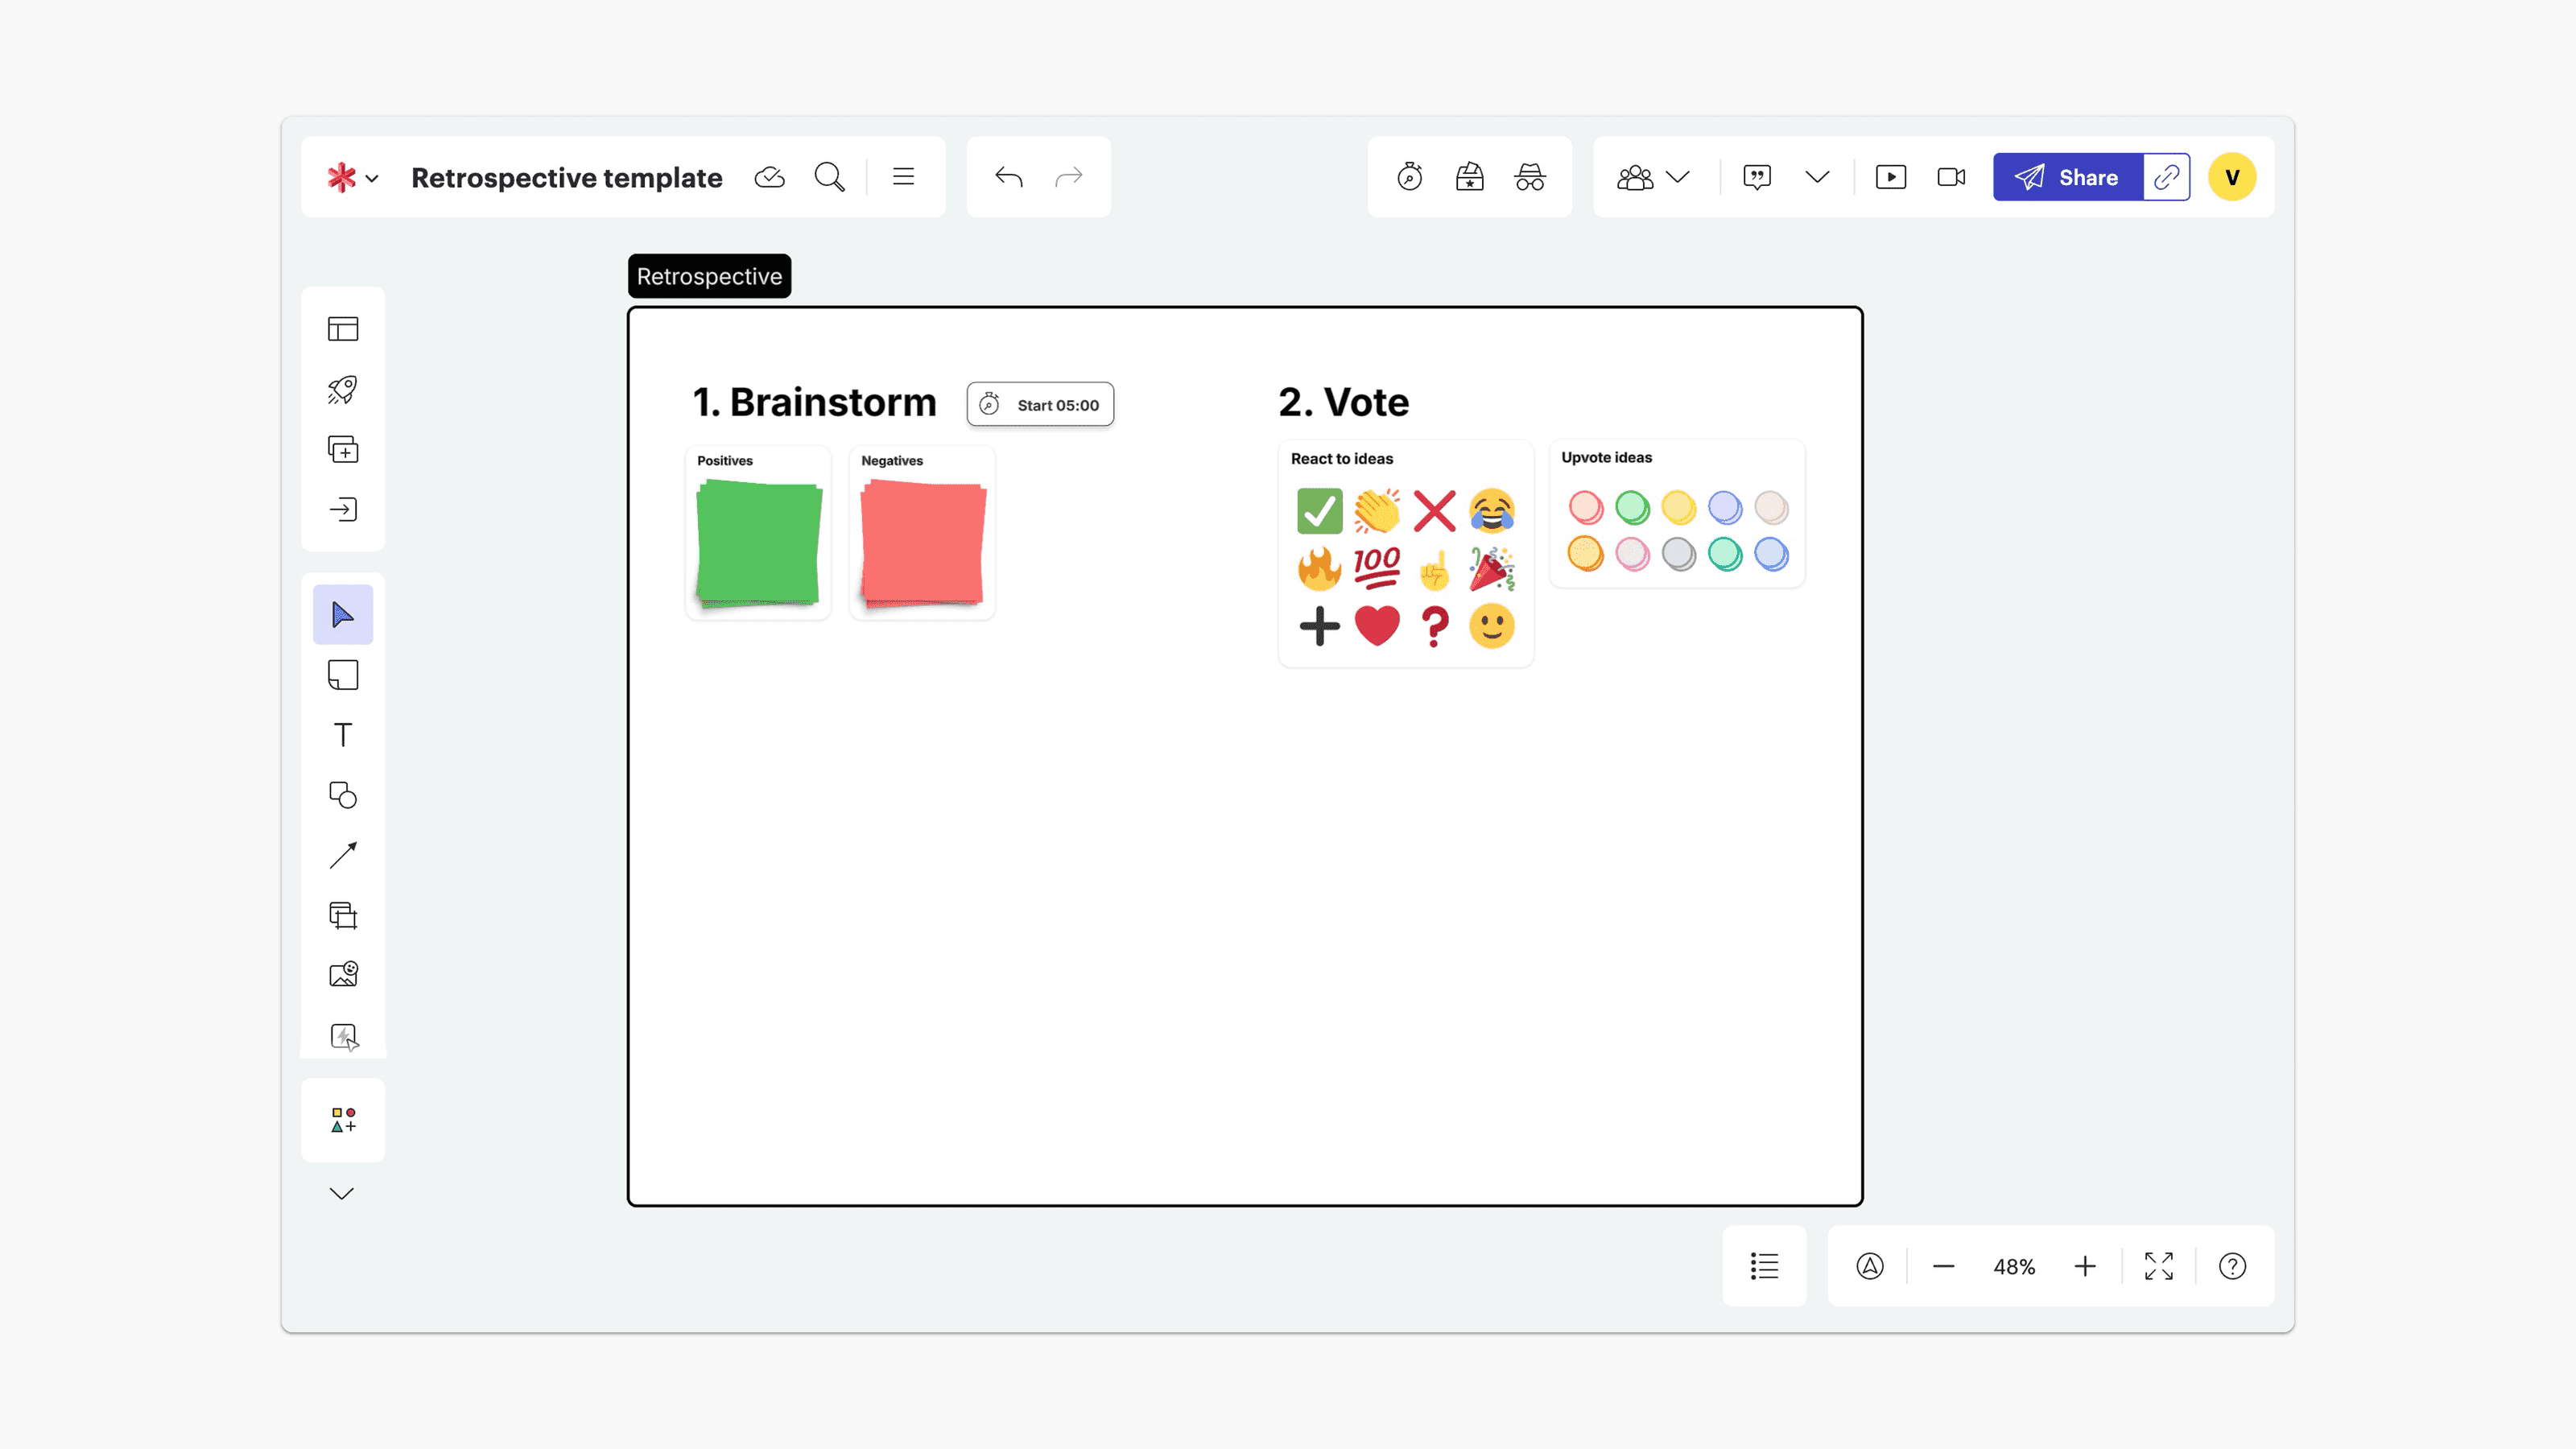 Retrospective template
Share
V
Retrospective
1. Brainstorm
Start 05:00
2. Vote
Positives
Negatives
React to ideas
Upvote ideas
💯
48%